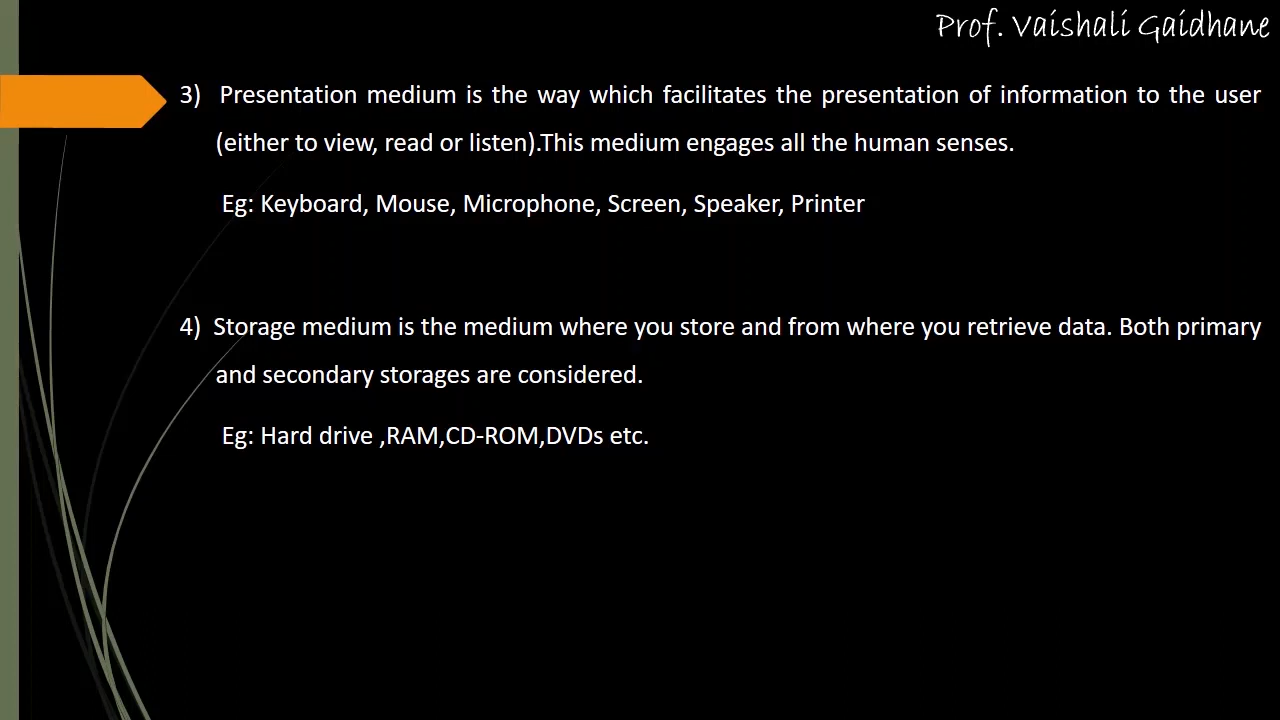 Prof. Vaishali Gaidhane
3) Presentation medium is the way which facilitates the presentation of information to the user
(either to view, read or listen).This medium engages all the human senses.
Eg: Keyboard, Mouse, Microphone, Screen, Speaker, Printer
4) Storage medium is the medium where you store and from where you retrieve data. Both primary
and secondary storages are considered.
Eg: Hard drive ,RAM,CD-ROM,DVDs etc.